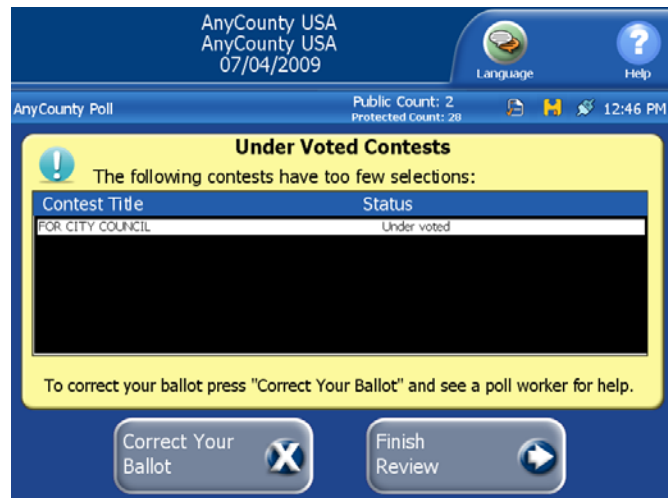 AnyCounty USA
AnyCounty USA
07/04/2009
Language
Help
AnyCounty Poll
Public Count: 2
Protected Count: 28
12:46 PM
Under Voted Contests
The following contests have too few selections:
Contest Title Status
FOR CITY COUNCIL Under voted
To correct your ballot press "Correct Your Ballot" and see a poll worker for help.
Correct Your
Ballot
Finish
Review